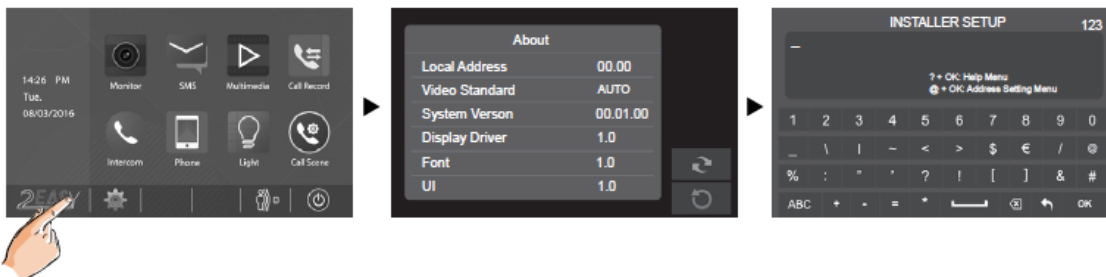 14:26 PM
Tue.
08/03/2016
Monitor SMS Multimedia Call Record
Intercom Phone Light Call Scene
2EASY
About
Local Address 00.00
Video Standard AUTO
System Verson 00.01.00
Display Driver 1.0
Font 1.0
UI 1.0
INSTALLER SETUP 123
_
? + OK: Help Menu
@ + OK: Address Setting Menu
1 2 3 4 5 6 7 8 9 0
_ \ | ~ < > $ € / @
% : " ' ? ! [ ] & #
ABC + - = * OK